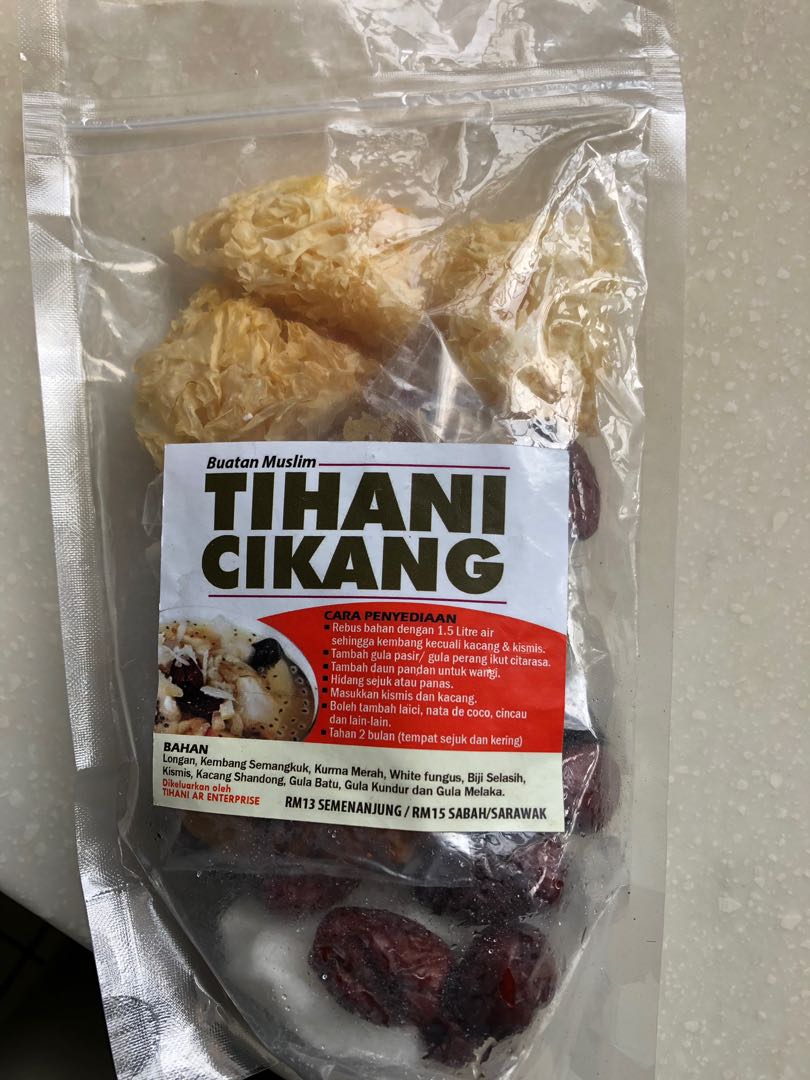 Buatan Muslim
TIHANI
CIKANG
CARA PENYEDIAAN
▪ Rebus bahan dengan 1.5 Litre air
sehingga kembang kecuali kacang & kismis.
▪ Tambah gula pasir/ gula perang ikut citarasa.
▪ Tambah daun pandan untuk wangi.
▪ Hidang sejuk atau panas.
▪ Masukkan kismis dan kacang.
▪ Boleh tambah laici, nata de coco, cincau
dan lain-lain.
▪ Tahan 2 bulan (tempat sejuk dan kering)
BAHAN
Longan, Kembang Semangkuk, Kurma Merah, White fungus, Biji Selasih,
Kismis, Kacang Shandong, Gula Batu, Gula Kundur dan Gula Melaka.
Dikeluarkan oleh
TIHANI AR ENTERPRISE
RM13 SEMENANJUNG / RM15 SABAH/SARAWAK